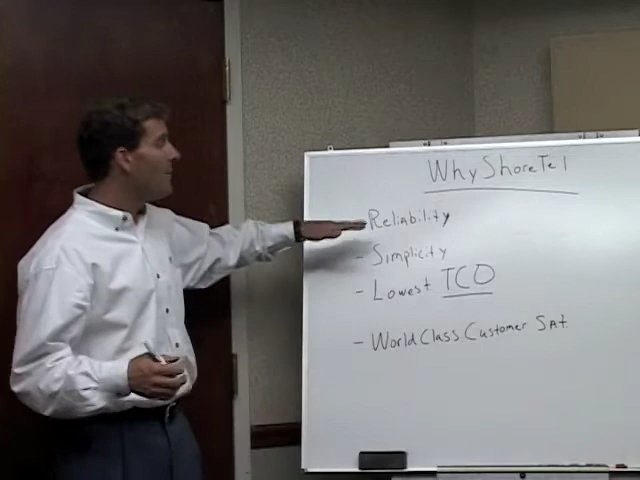 Why ShoreTel
- Reliability
- Simplicity
- Lowest TCO
- World Class Customer Sat.